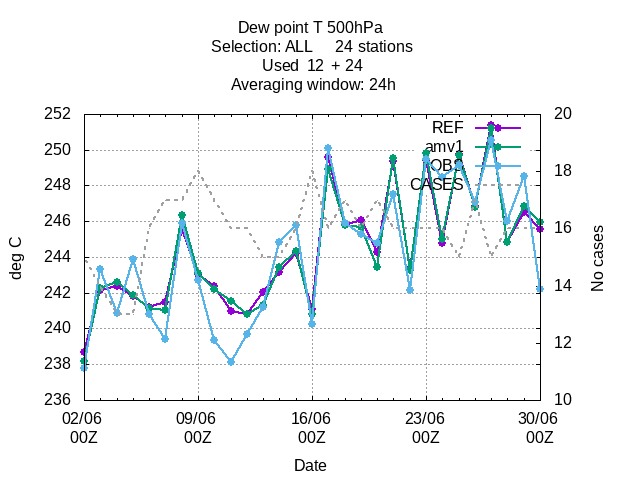 Dew point T 500hPa
Selection: ALL 24 stations
Used 12 + 24
Averaging window: 24h
252
250
248
246
244
242
240
238
236
20
18
16
14
12
10
REF
amv1
OBS
CASES
deg C
No cases
02/06 09/06 16/06 23/06 30/06
00Z 00Z 00Z 00Z 00Z
Date